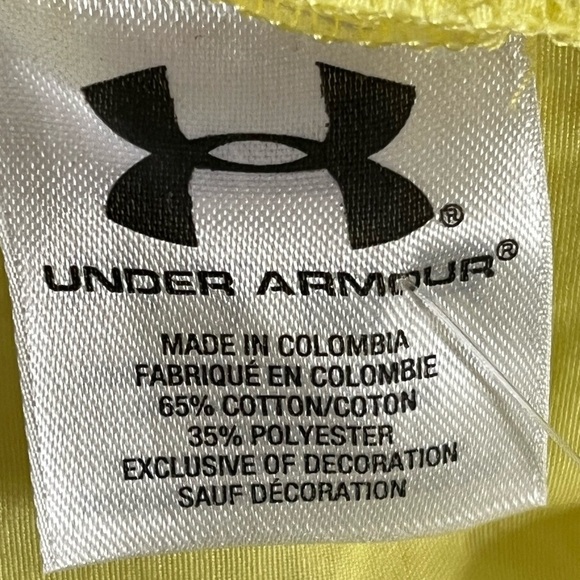 ®
UNDER ARMOUR®
MADE IN COLOMBIA
FABRIQUÉ EN COLOMBIE
65% COTTON/COTON
35% POLYESTER
EXCLUSIVE OF DECORATION
SAUF DÉCORATION